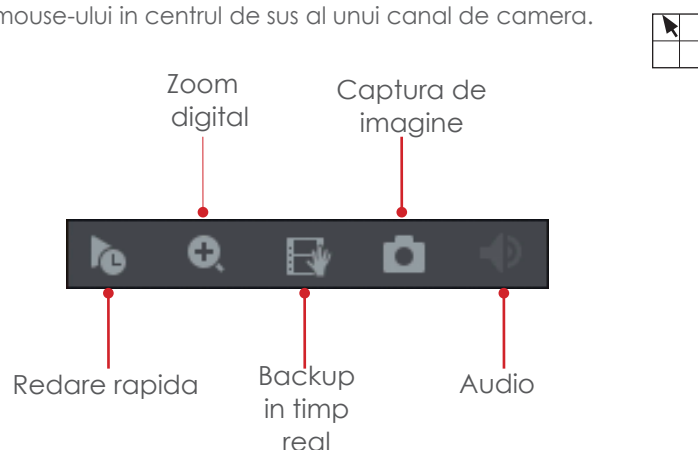 mouse-ului in centrul de sus al unui canal de camera.
Zoom
digital
Captura de
imagine
Redare rapida
Backup
in timp
real
Audio